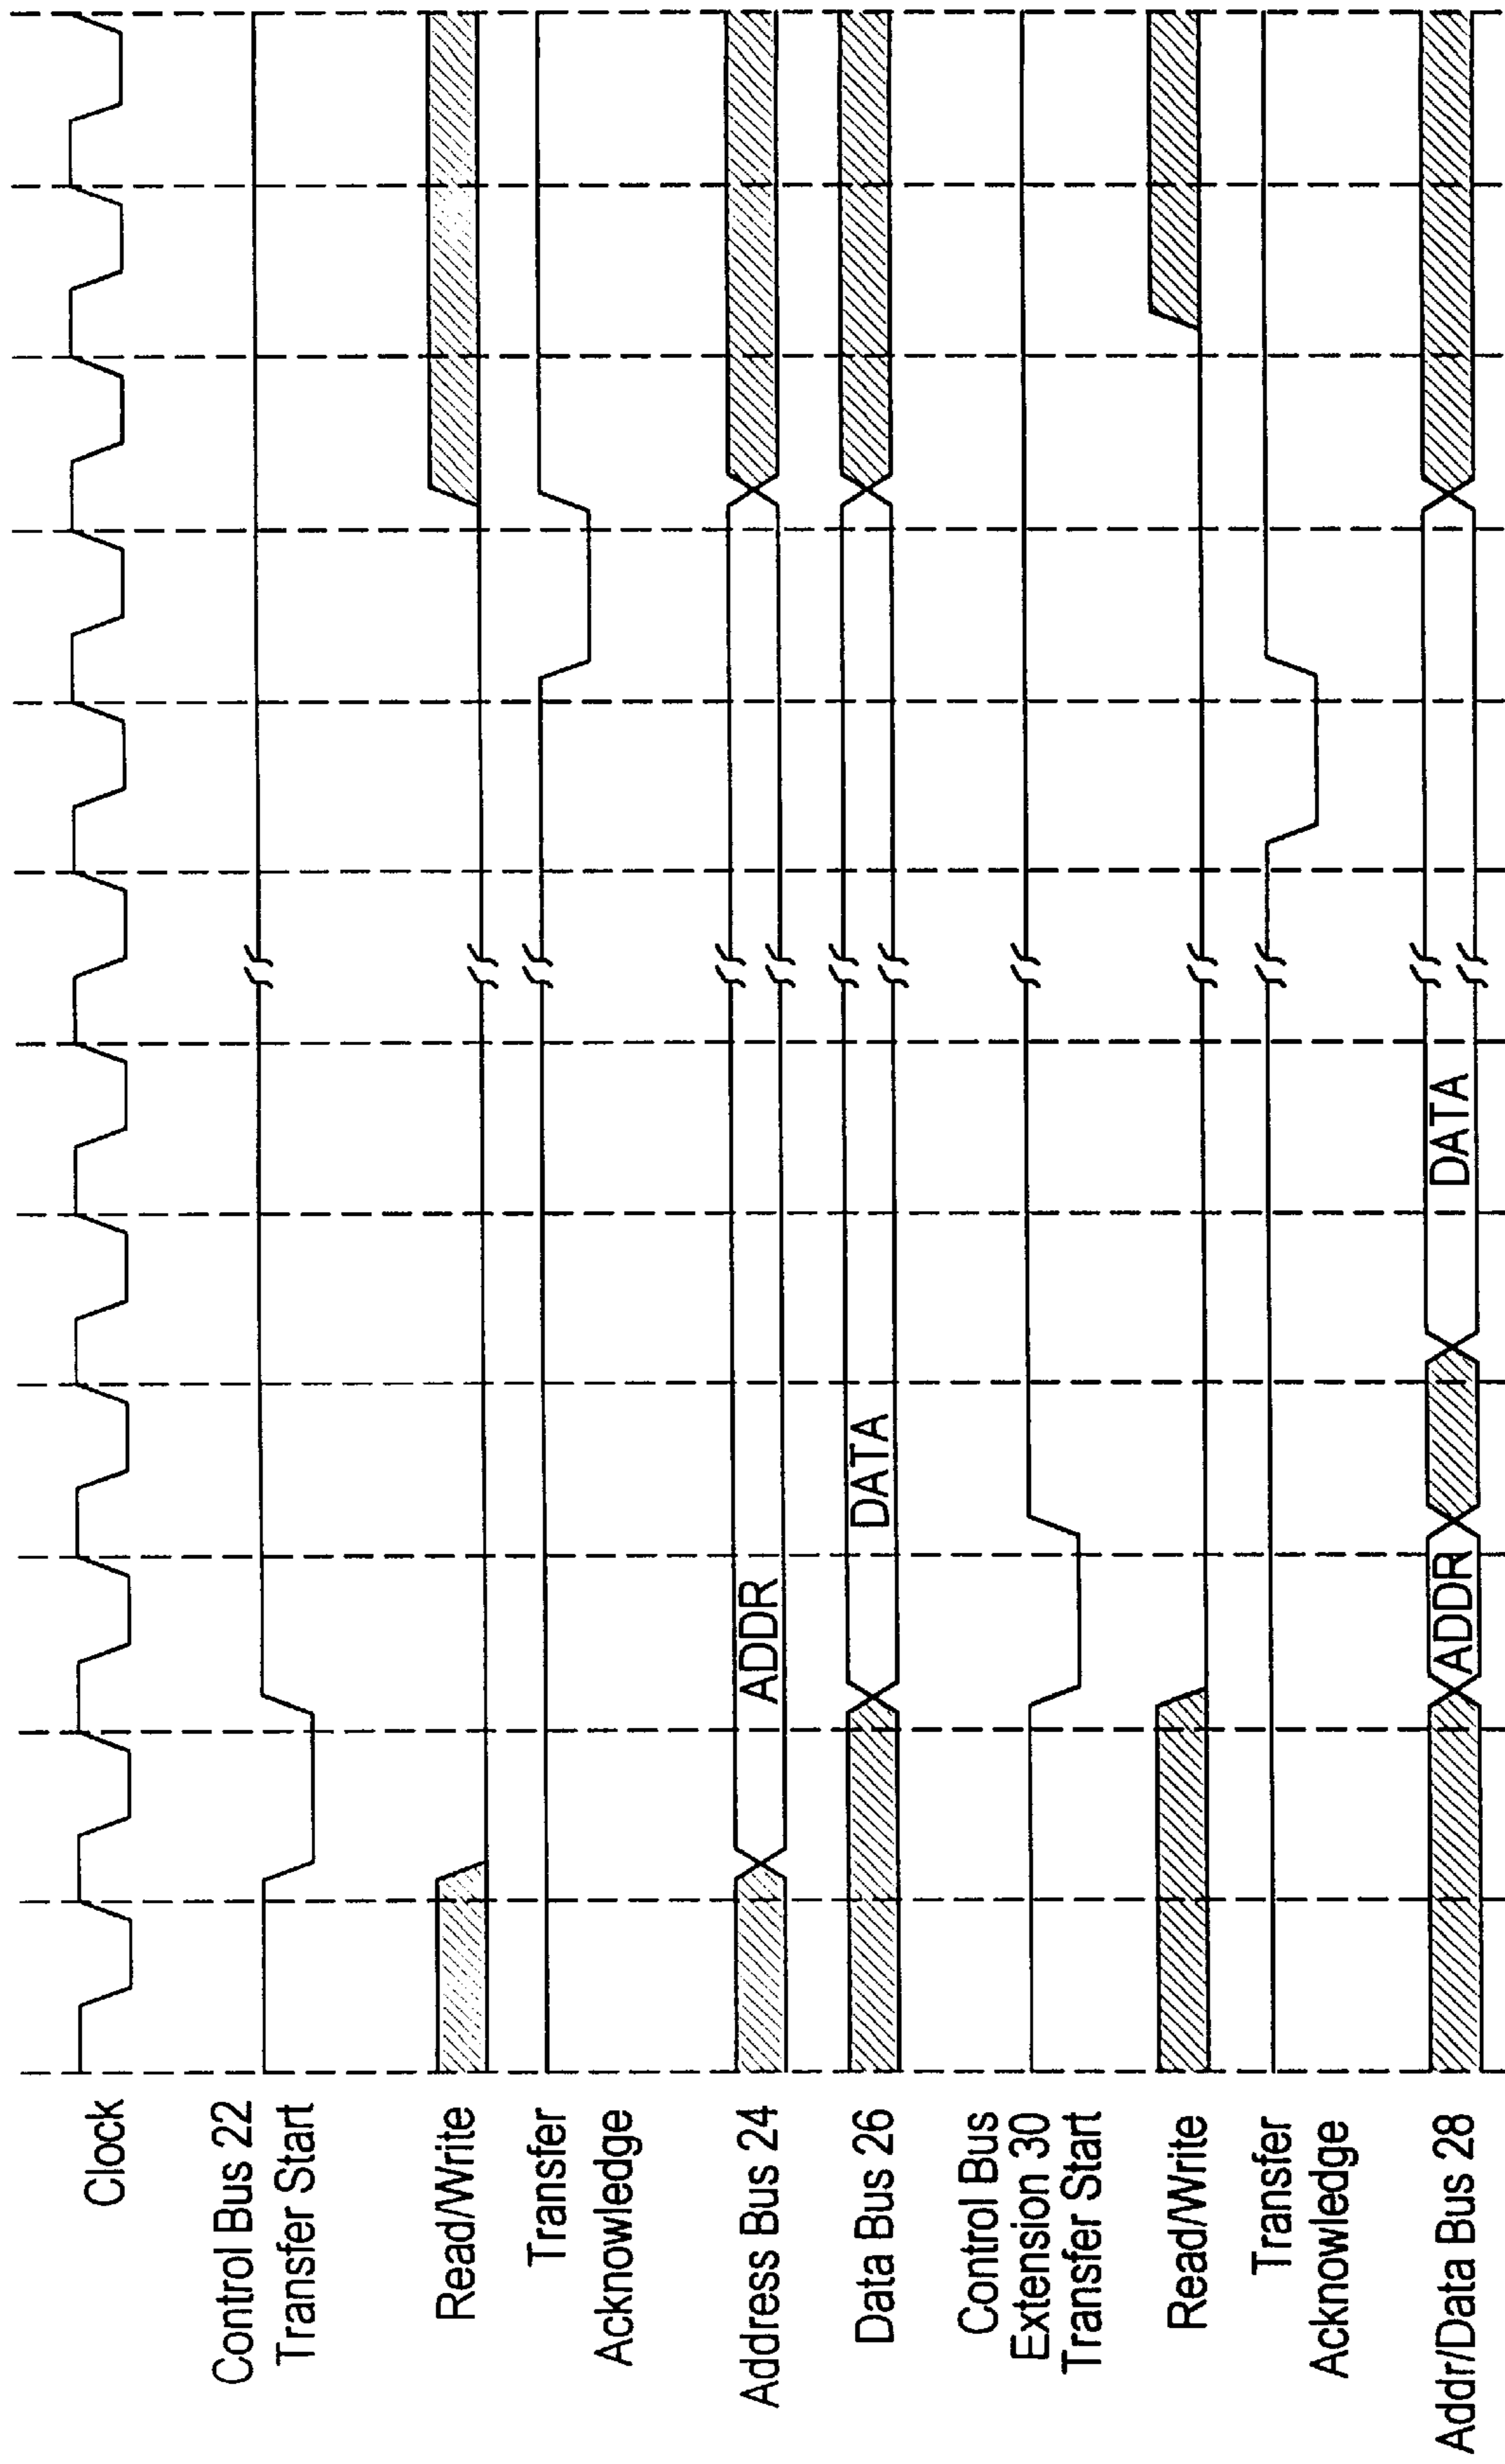 Clock
Control Bus 22
Transfer Start
Read/Write
Transfer
Acknowledge
Address Bus 24
ADDR
Data Bus 26
DATA
Control Bus
Extension 30
Transfer Start
Read/Write
Transfer
Acknowledge
Addr/Data Bus 28
ADDR
DATA